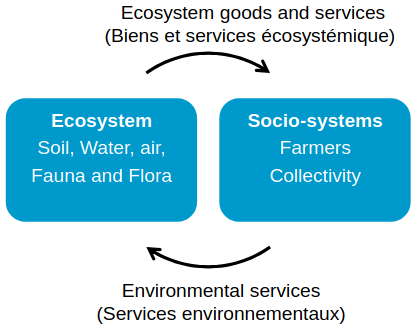 Ecosystem goods and services
(Biens et services écosystémique)
Ecosystem
Soil, Water, air,
Fauna and Flora
Socio-systems
Farmers
Collectivity
Environmental services
(Services environnementaux)